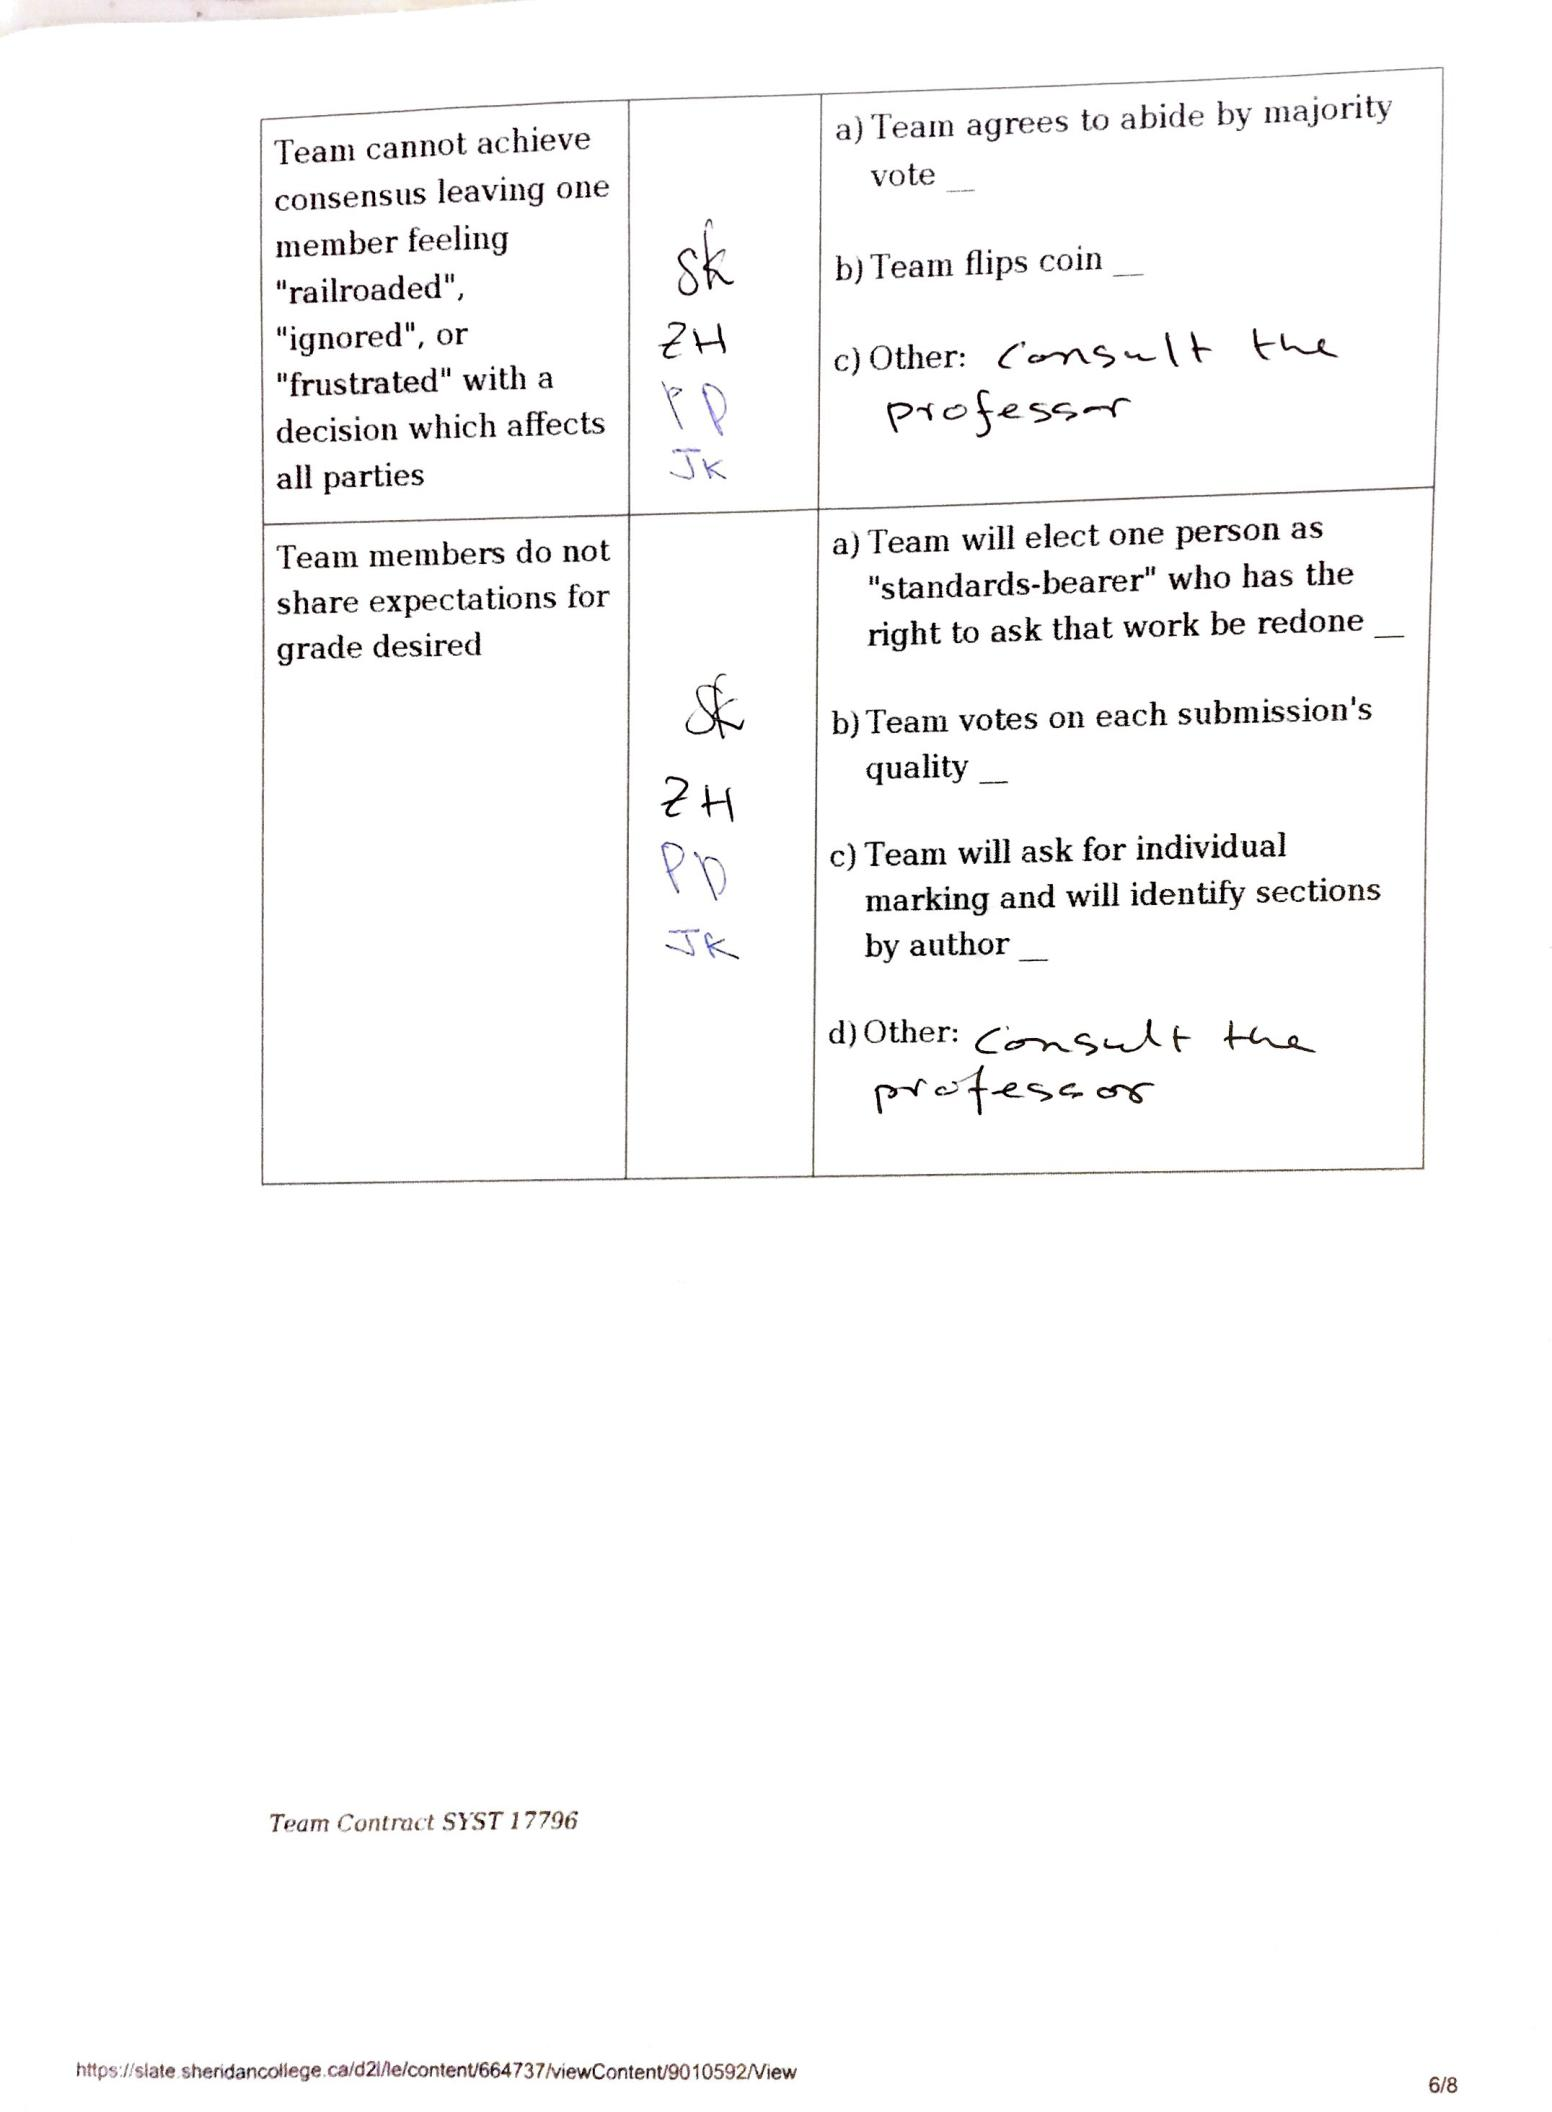 Team cannot achieve
consensus leaving one
member feeling
"railroaded",
"ignored", or
"frustrated" with a
decision which affects
all parties
SK
ZH
PD
JK
a) Team agrees to abide by majority
vote __
b) Team flips coin __
c) Other: Consult the
professor
Team members do not
share expectations for
grade desired
SK
ZH
PD
JK
a) Team will elect one person as
"standards-bearer" who has the
right to ask that work be redone __
b) Team votes on each submission's
quality __
c) Team will ask for individual
marking and will identify sections
by author __
d) Other: Consult the
professor
Team Contract SYST 17796
https://slate.sheridancollege.ca/d2l/le/content/664737/viewContent/9010592/View
6/8